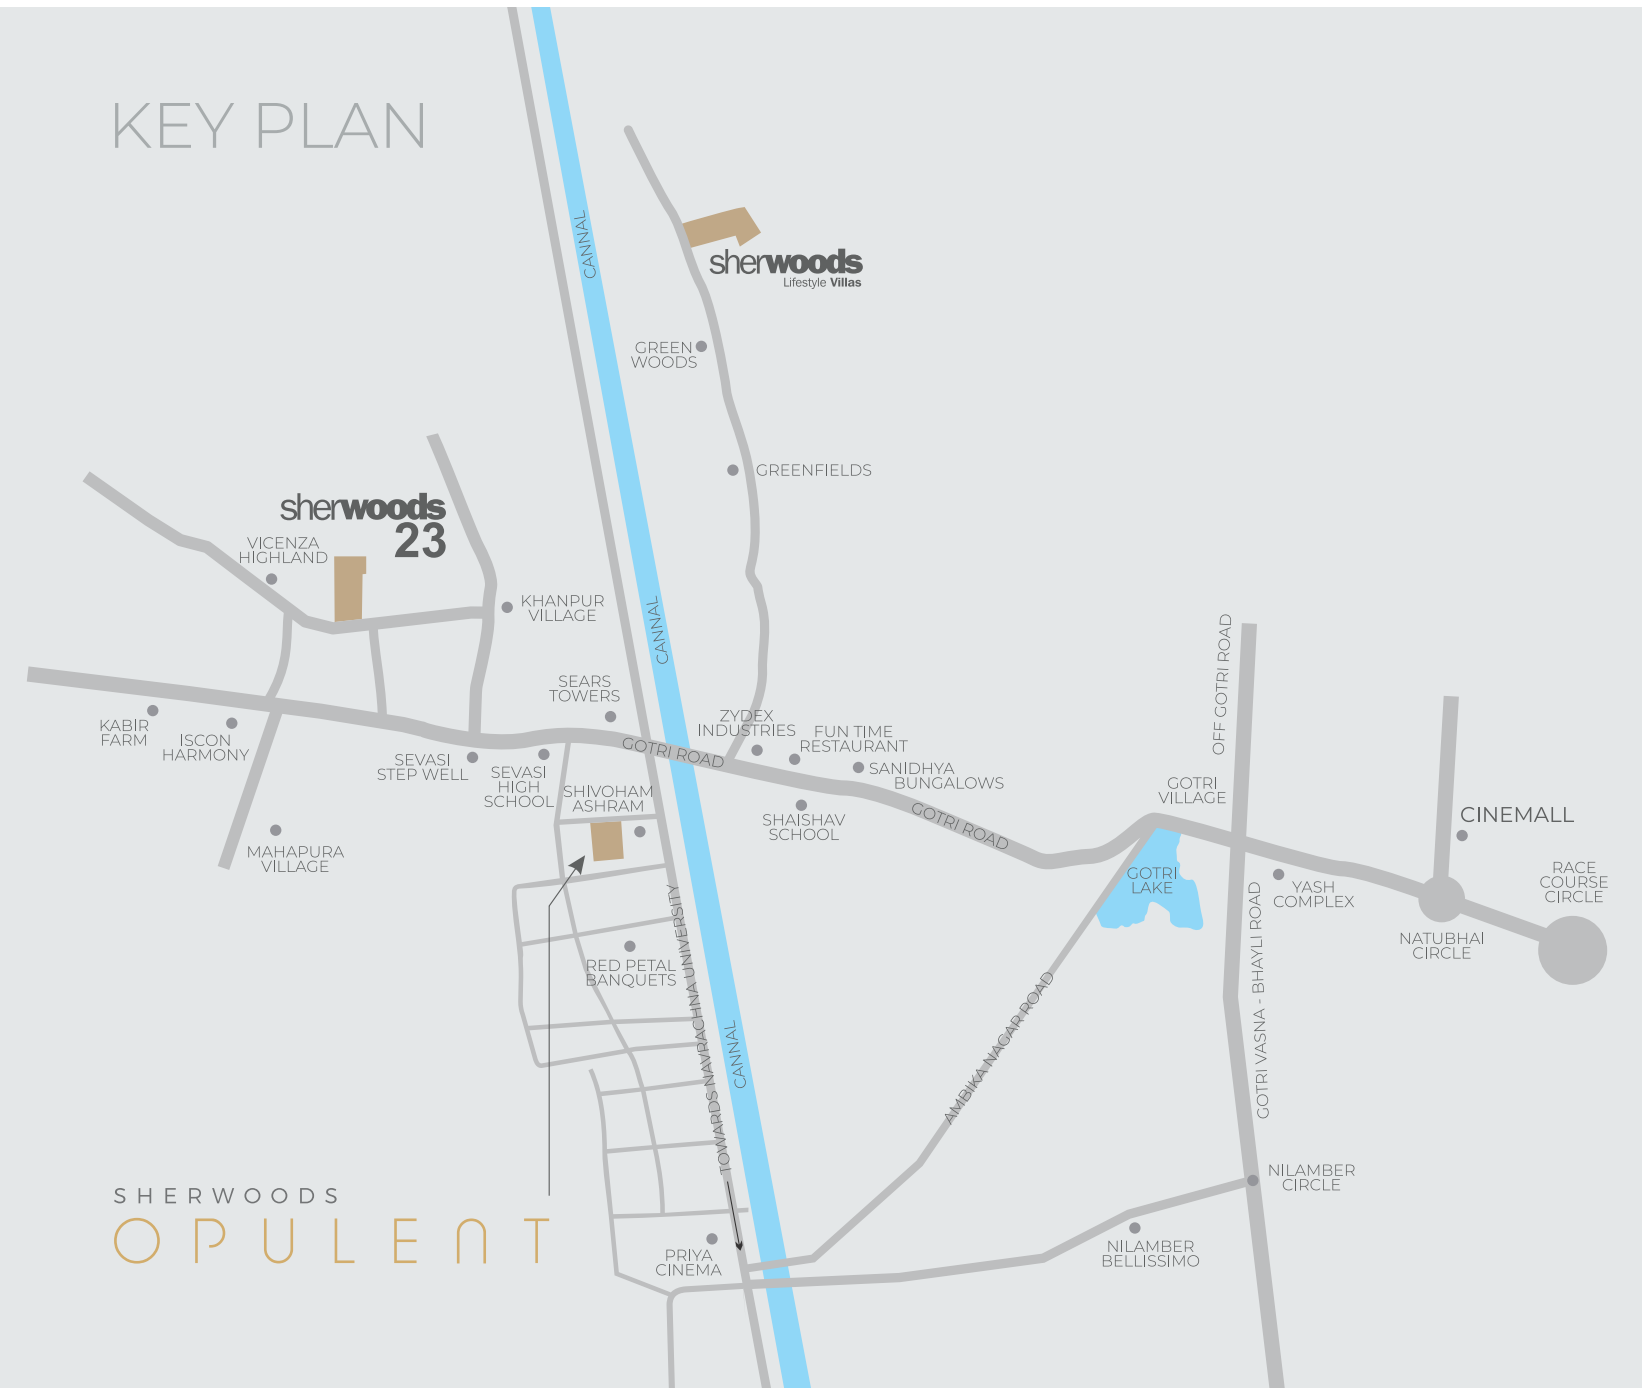 KEY PLAN
CANNAL
sherwoods
Lifestyle Villas
GREEN
WOODS
GREENFIELDS
sherwoods
23
VICENZA
HIGHLAND
KHANPUR
VILLAGE
CANNAL
SEARS
TOWERS
KABIR
FARM
ISCON
HARMONY
SEVASI
STEP WELL
SEVASI
HIGH
SCHOOL
GOTRI ROAD
ZYDEX
INDUSTRIES
FUN TIME
RESTAURANT
SANIDHYA
BUNGALOWS
SHAISHAV
SCHOOL
GOTRI ROAD
OFF GOTRI ROAD
GOTRI
VILLAGE
GOTRI
LAKE
CINEMALL
RACE
COURSE
CIRCLE
YASH
COMPLEX
NATUBHAI
CIRCLE
MAHAPURA
VILLAGE
SHIVOHAM
ASHRAM
RED PETAL
BANQUETS
TOWARDS NAVRACHNA UNIVERSITY
CANNAL
AMBIKA NAGAR ROAD
GOTRI VASNA - BHAYLI ROAD
NILAMBER
CIRCLE
NILAMBER
BELLISSIMO
PRIYA
CINEMA
SHERWOODS
OPULENT